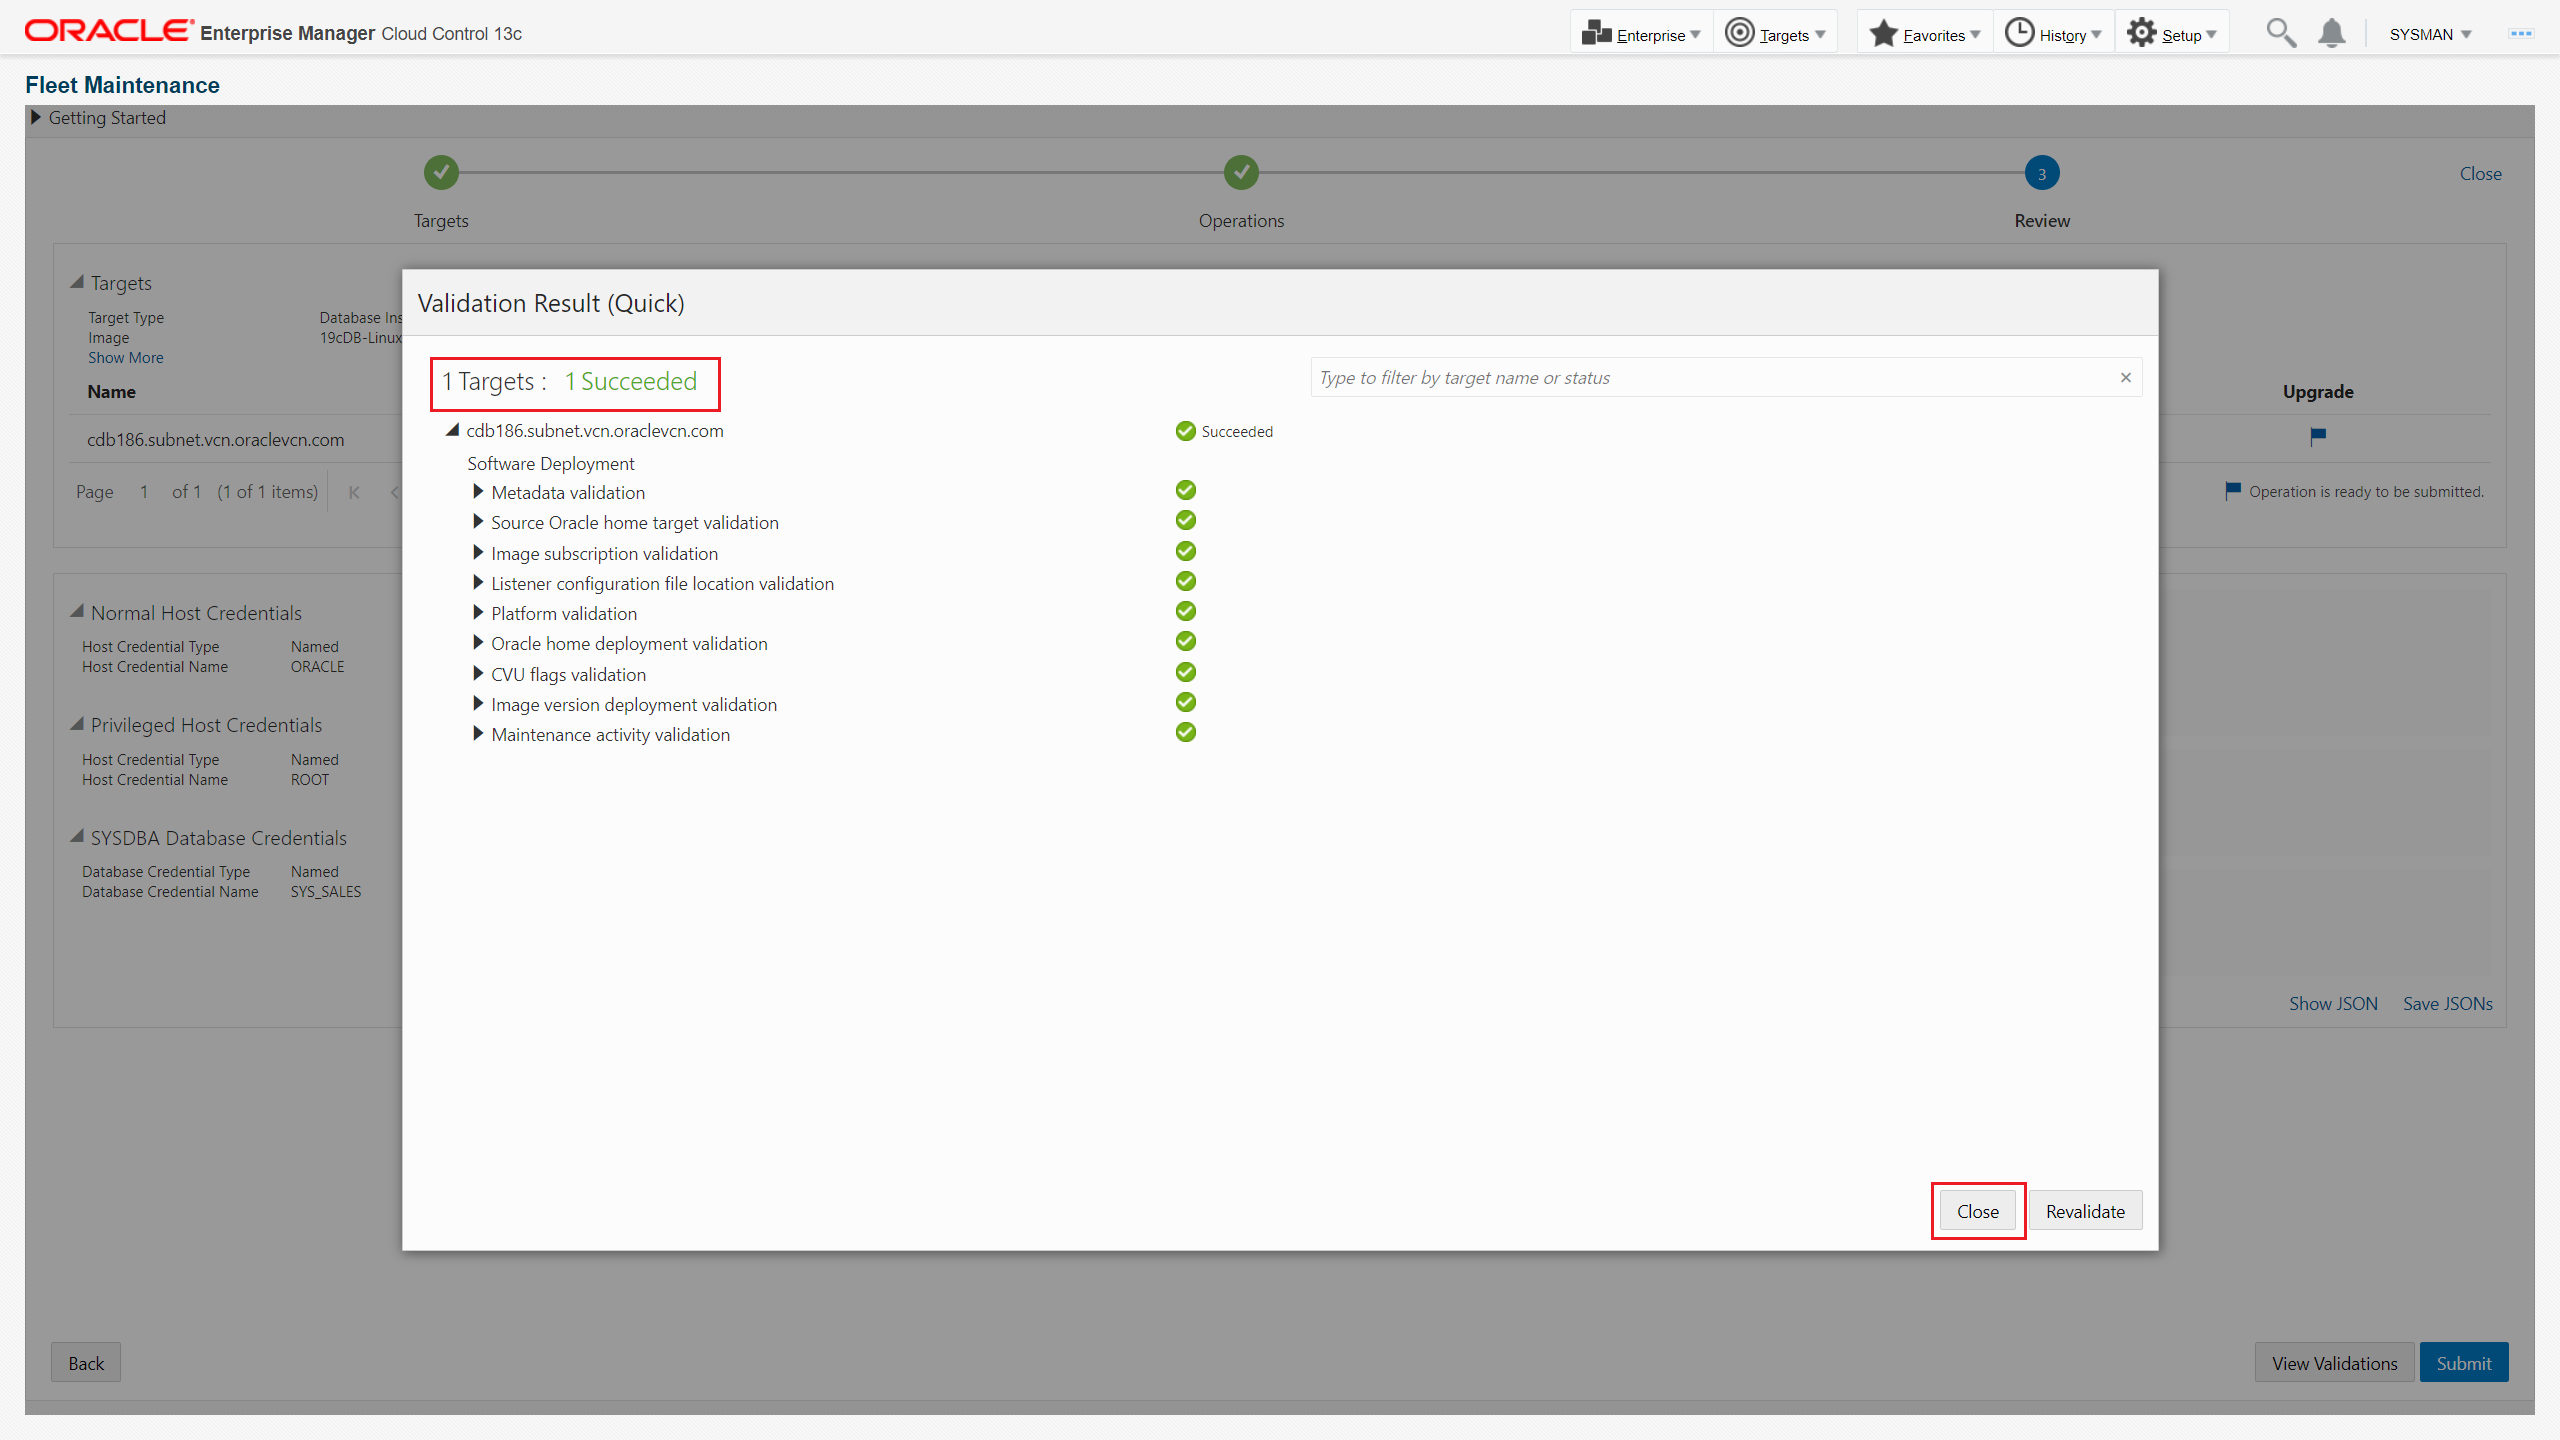 ORACLE Enterprise Manager Cloud Control 13c
Enterprise Targets Favorites History Setup SYSMAN
Fleet Maintenance
Getting Started
3 Close
Targets Operations Review
Targets
Target Type Database Ins
Image 19cDB-Linux
Show More
Name Upgrade
cdb186.subnet.vcn.oraclevcn.com
Page 1 of 1 (1 of 1 items)
Operation is ready to be submitted.
Normal Host Credentials
Host Credential Type Named
Host Credential Name ORACLE
Privileged Host Credentials
Host Credential Type Named
Host Credential Name ROOT
SYSDBA Database Credentials
Database Credential Type Named
Database Credential Name SYS_SALES
Show JSON Save JSONs
Validation Result (Quick)
1 Targets : 1 Succeeded
Type to filter by target name or status
cdb186.subnet.vcn.oraclevcn.com Succeeded
Software Deployment
Metadata validation
Source Oracle home target validation
Image subscription validation
Listener configuration file location validation
Platform validation
Oracle home deployment validation
CVU flags validation
Image version deployment validation
Maintenance activity validation
Close Revalidate
Back View Validations Submit